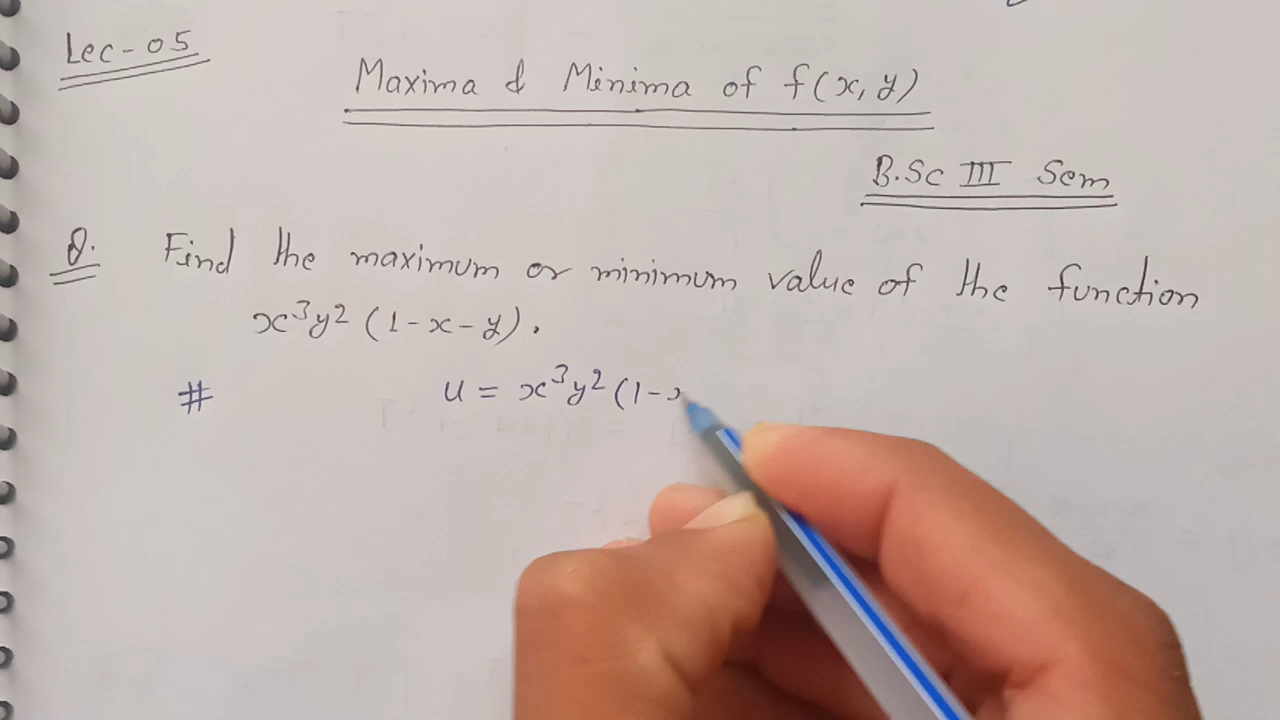 Lec-05
Maxima & Minima of f(x, y)
B.Sc III Sem
Q. Find the maximum or minimum value of the function
x³y² (1-x-y).
# u = x³y² (1-x